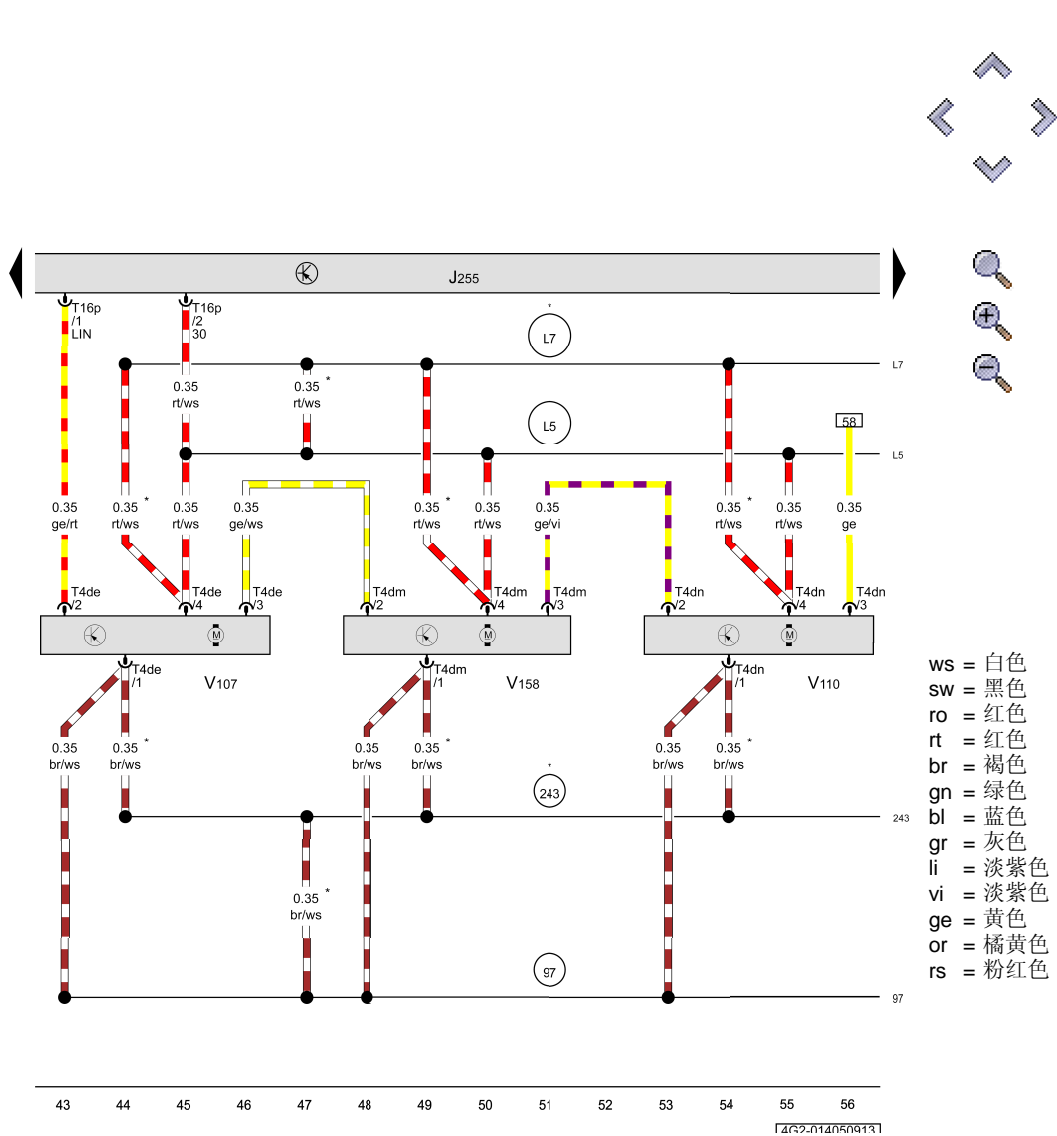 J255
T16p
/1
LIN
T16p
/2
30
*
L7
L7
0.35
rt/ws
0.35 *
rt/ws
L5
58
L5
0.35
ge/rt
0.35 *
rt/ws
0.35
rt/ws
0.35
ge/ws
0.35 *
rt/ws
0.35
rt/ws
0.35
ge/vi
0.35 *
rt/ws
0.35
rt/ws
0.35
ge
T4de
/2
T4de
/4
T4de
/3
T4dm
/2
T4dm
/4
T4dm
/3
T4dn
/2
T4dn
/4
T4dn
/3
M
M
M
T4de
/1
V107
T4dm
/1
V158
T4dn
/1
V110
0.35
br/ws
0.35 *
br/ws
0.35
br/ws
0.35 *
br/ws
0.35
br/ws
0.35 *
br/ws
*
243
243
0.35 *
br/ws
97
97
ws = 白色
sw = 黑色
ro = 红色
rt = 红色
br = 褐色
gn = 绿色
bl = 蓝色
gr = 灰色
li = 淡紫色
vi = 淡紫色
ge = 黄色
or = 橘黄色
rs = 粉红色
43 44 45 46 47 48 49 50 51 52 53 54 55 56
4G2-014050913